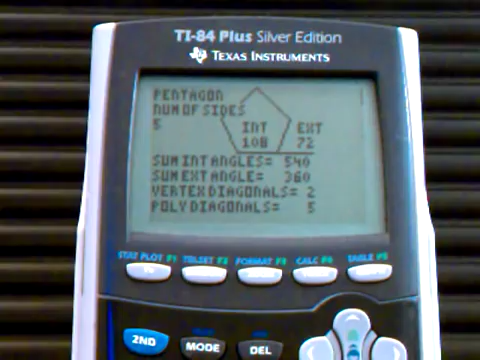 TI-84 Plus Silver Edition
TEXAS INSTRUMENTS
PENTAGON
NUM OF SIDES
5
INT EXT
108 72
SUM INT ANGLES= 540
SUM EXT ANGLE= 360
VERTEX DIAGONALS= 2
POLY DIAGONALS= 5
STAT PLOT F1 TBLSET F2 FORMAT F3 CALC F4 TABLE F5
2ND MODE DEL